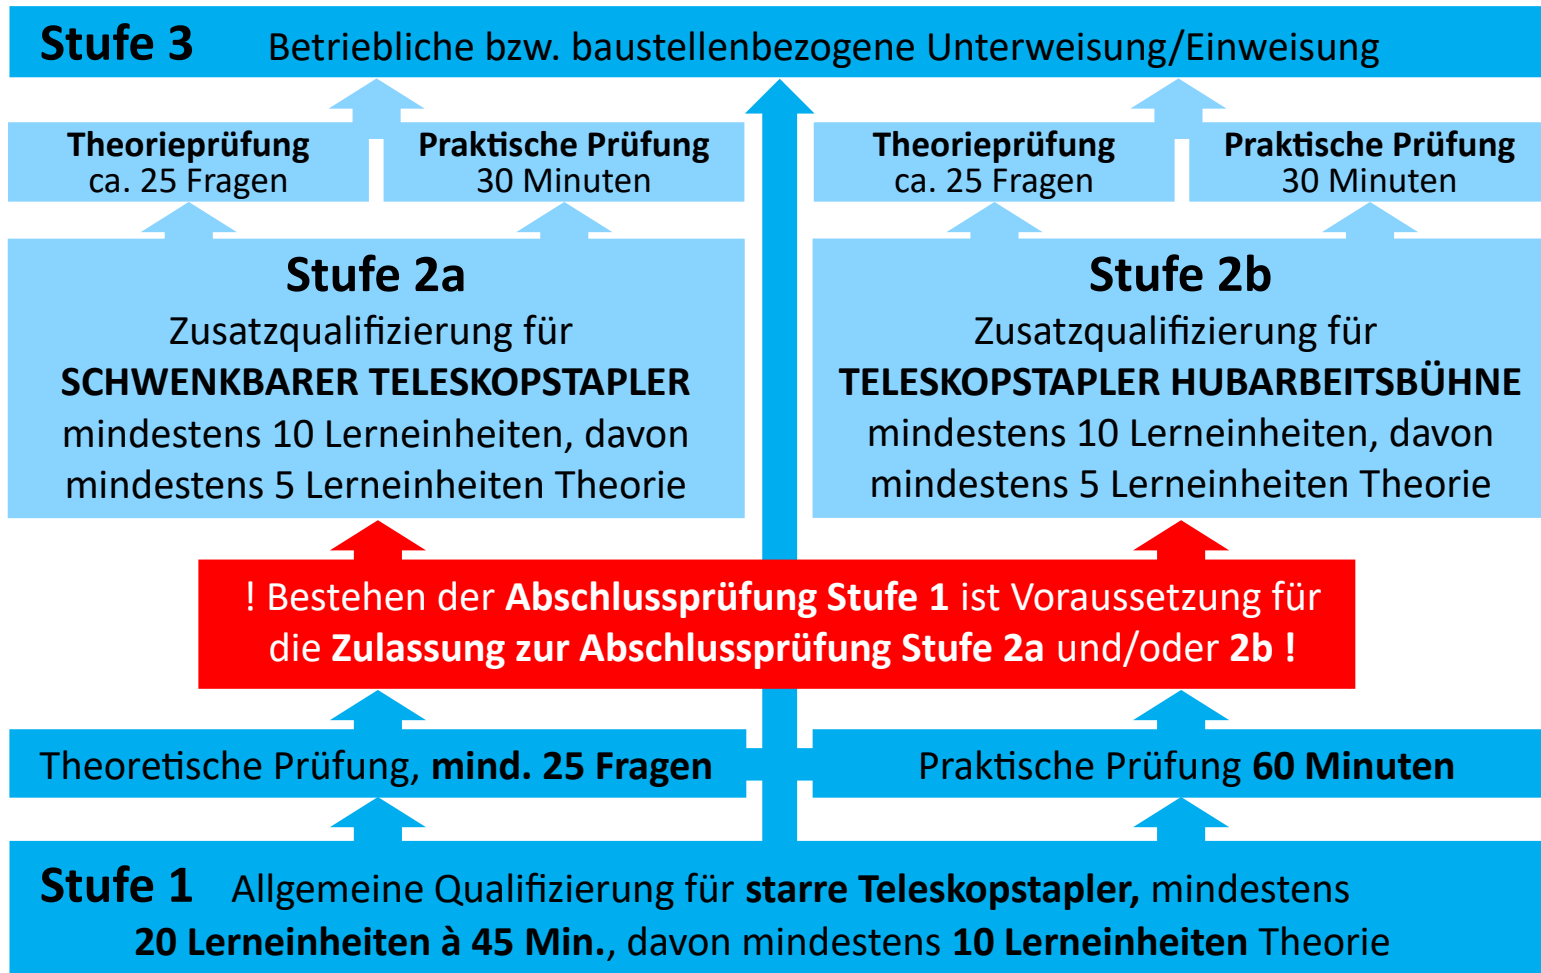 Stufe 3 Betriebliche bzw. baustellenbezogene Unterweisung/Einweisung
Theorieprüfung
ca. 25 Fragen
Praktische Prüfung
30 Minuten
Theorieprüfung
ca. 25 Fragen
Praktische Prüfung
30 Minuten
Stufe 2a
Zusatzqualifizierung für
SCHWENKBARER TELESKOPSTAPLER
mindestens 10 Lerneinheiten, davon
mindestens 5 Lerneinheiten Theorie
Stufe 2b
Zusatzqualifizierung für
TELESKOPSTAPLER HUBARBEITSBÜHNE
mindestens 10 Lerneinheiten, davon
mindestens 5 Lerneinheiten Theorie
! Bestehen der Abschlussprüfung Stufe 1 ist Voraussetzung für
die Zulassung zur Abschlussprüfung Stufe 2a und/oder 2b !
Theoretische Prüfung, mind. 25 Fragen
Praktische Prüfung 60 Minuten
Stufe 1 Allgemeine Qualifizierung für starre Teleskopstapler, mindestens
20 Lerneinheiten à 45 Min., davon mindestens 10 Lerneinheiten Theorie